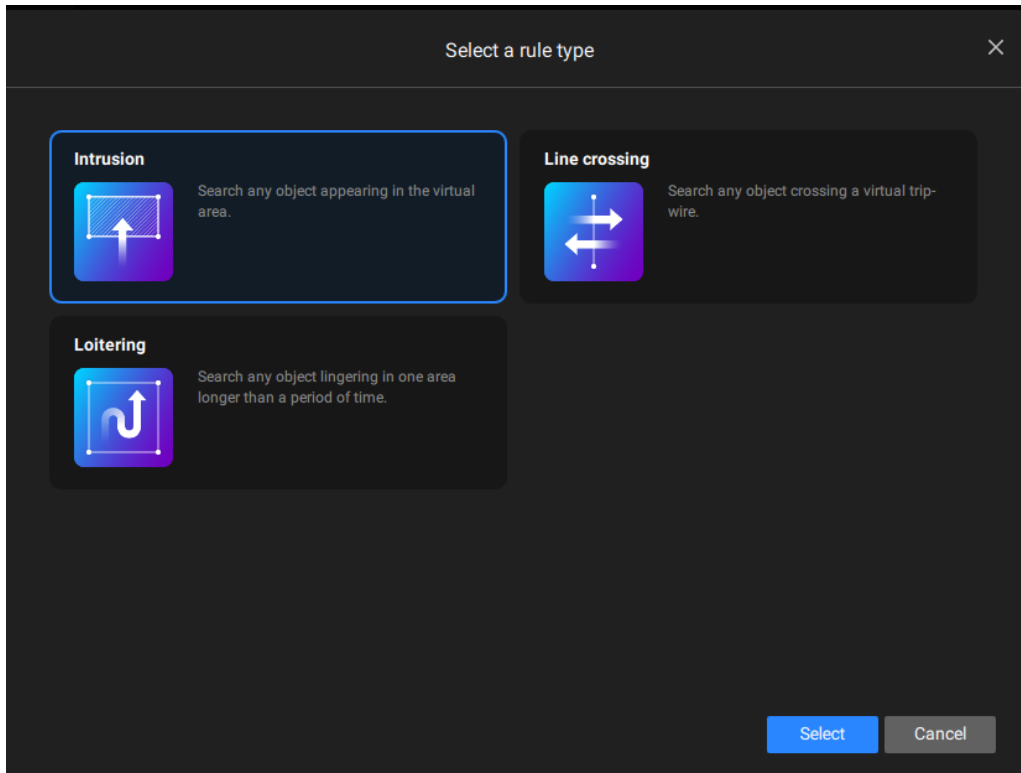 Select a rule type
Intrusion
Search any object appearing in the virtual
area.
Line crossing
Search any object crossing a virtual trip-
wire.
Loitering
Search any object lingering in one area
longer than a period of time.
Select
Cancel